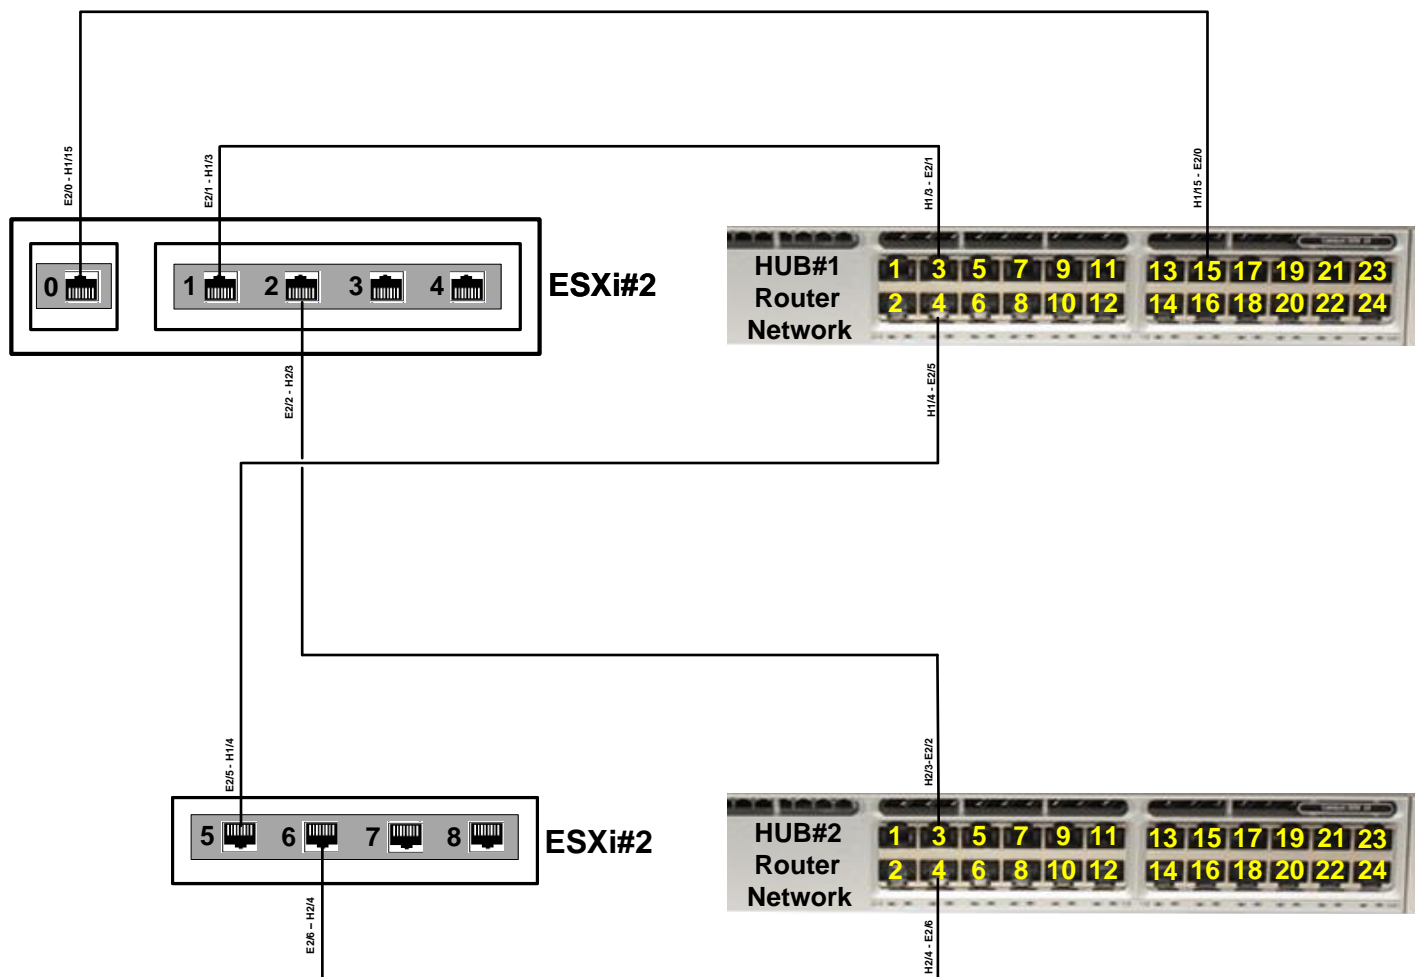 E2/0 - H1/15
E2/1 - H1/3
H1/3 - E2/1
H1/15 - E2/0
0
1 2 3 4
ESXi#2
HUB#1
Router
Network
1 3 5 7 9 11 13 15 17 19 21 23
2 4 6 8 10 12 14 16 18 20 22 24
E2/2 - H2/3
H1/4 - E2/5
E2/5 - H1/4
H2/3-E2/2
5 6 7 8
ESXi#2
HUB#2
Router
Network
1 3 5 7 9 11 13 15 17 19 21 23
2 4 6 8 10 12 14 16 18 20 22 24
E2/6 – H2/4
H2/4 - E2/6